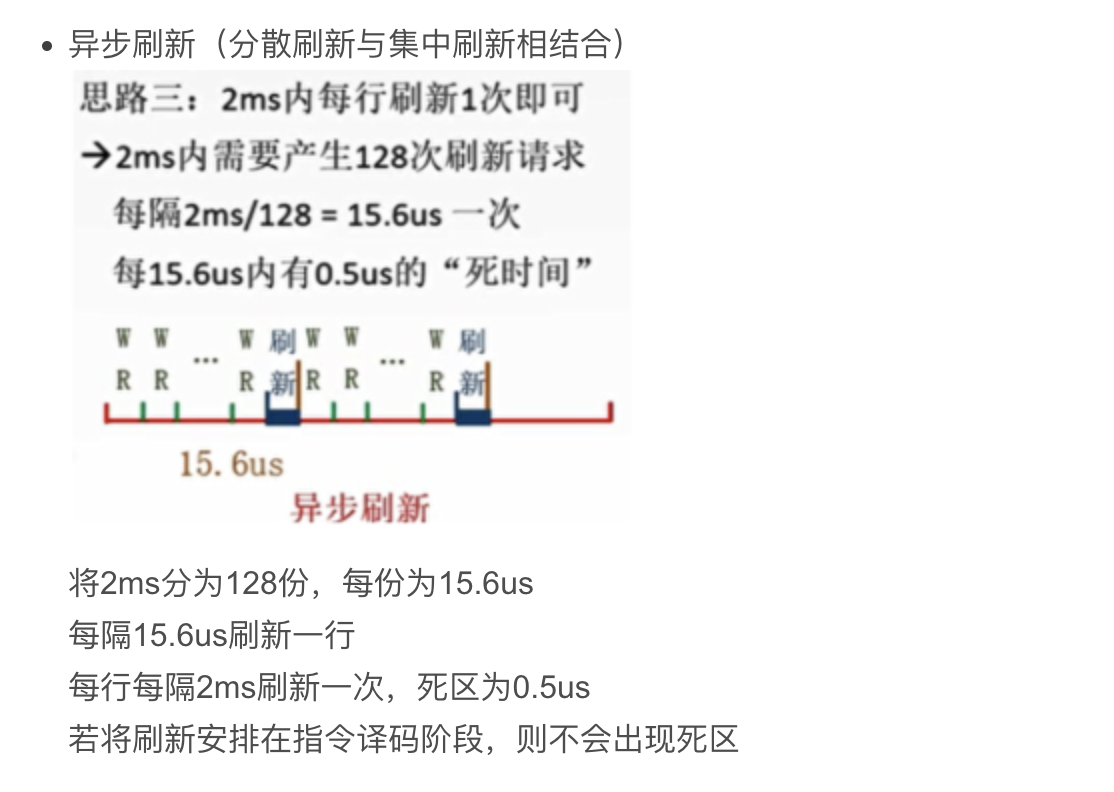 异步刷新（分散刷新与集中刷新相结合）
思路三：2ms内每行刷新1次即可
→2ms内需要产生128次刷新请求
每隔2ms/128 = 15.6us 一次
每15.6us内有0.5us的“死时间”
W W ... W 刷 W W ... W 刷
R R R 新 R R R 新
15.6us
异步刷新
将2ms分为128份，每份为15.6us
每隔15.6us刷新一行
每行每隔2ms刷新一次，死区为0.5us
若将刷新安排在指令译码阶段，则不会出现死区